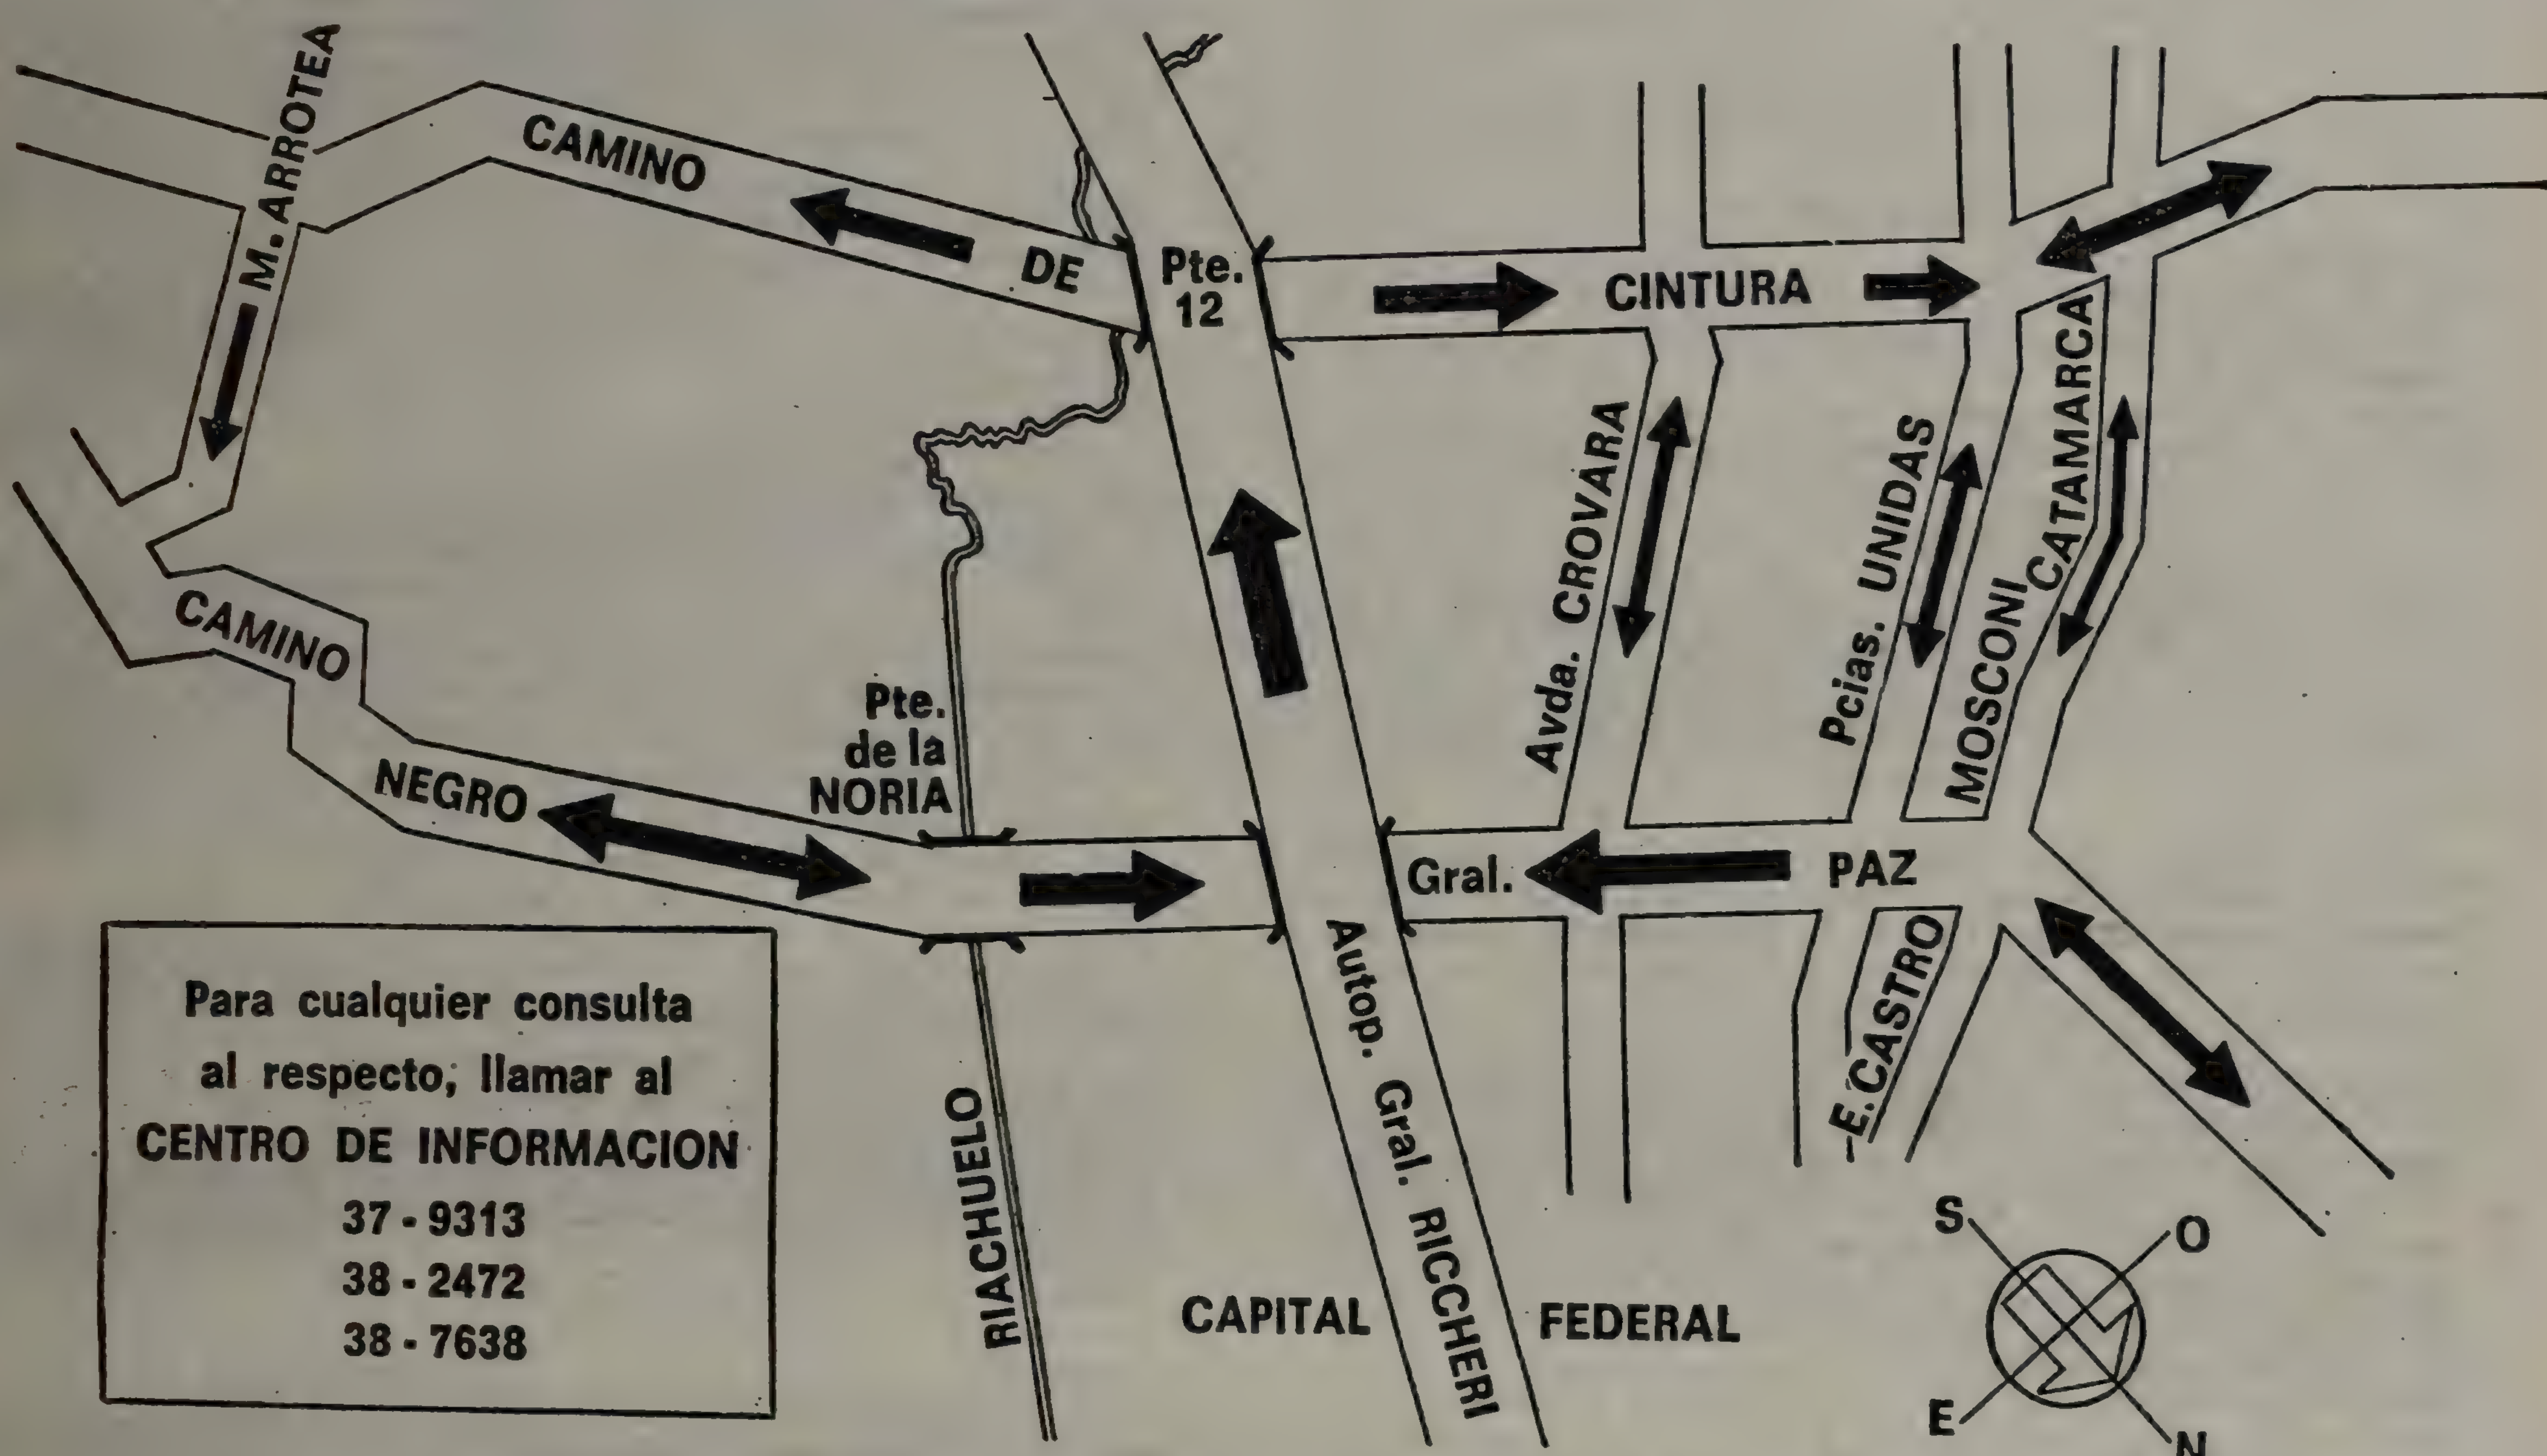 M. ARROTEA
CAMINO
DE
Pte.
12
CINTURA
CATAMARCA
MOSCONI
Pcias. UNIDAS
Avda. CROVARA
CAMINO
NEGRO
Pte.
de la
NORIA
Gral.
PAZ
E. CASTRO
Autop. Gral. RICCHERI
RIACHUELO
CAPITAL
FEDERAL
Para cualquier consulta
al respecto, llamar al
CENTRO DE INFORMACION
37 - 9313
38 - 2472
38 - 7638
S
O
E
N